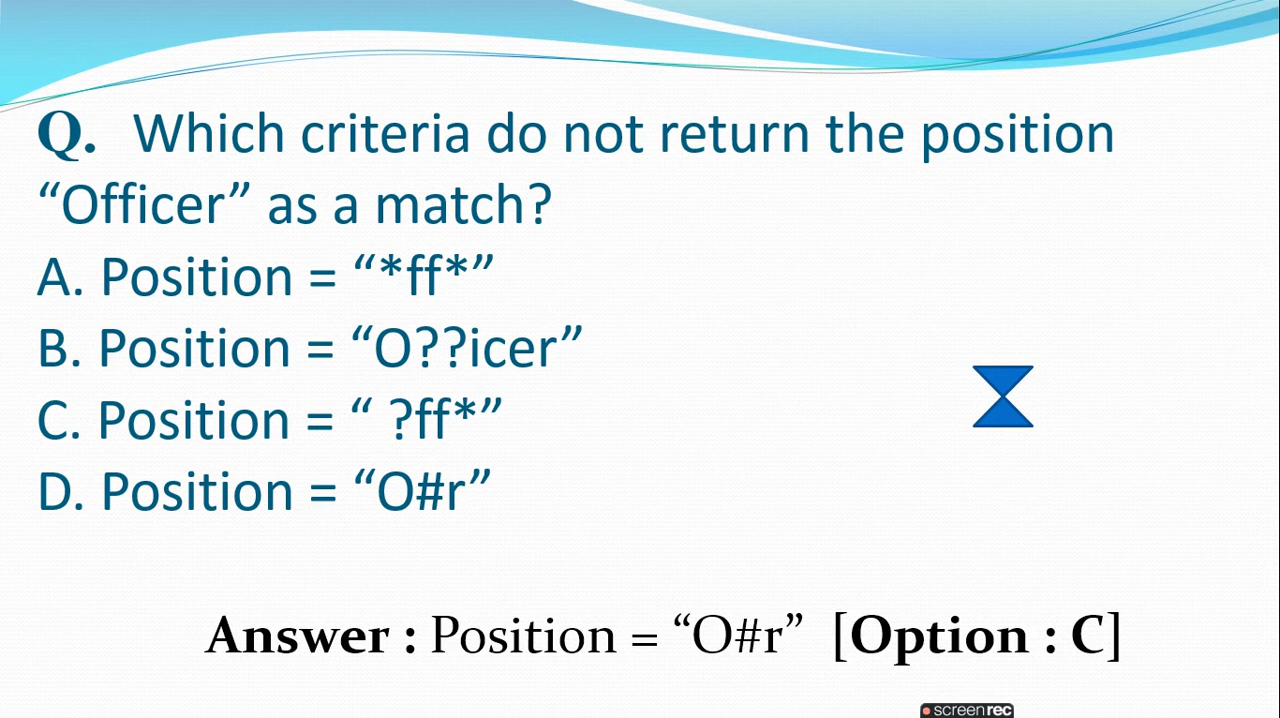 Q. Which criteria do not return the position
“Officer” as a match?
A. Position = “*ff*”
B. Position = “O??icer”
C. Position = “ ?ff*”
D. Position = “O#r”
Answer : Position = “O#r” [Option : C]
screenrec